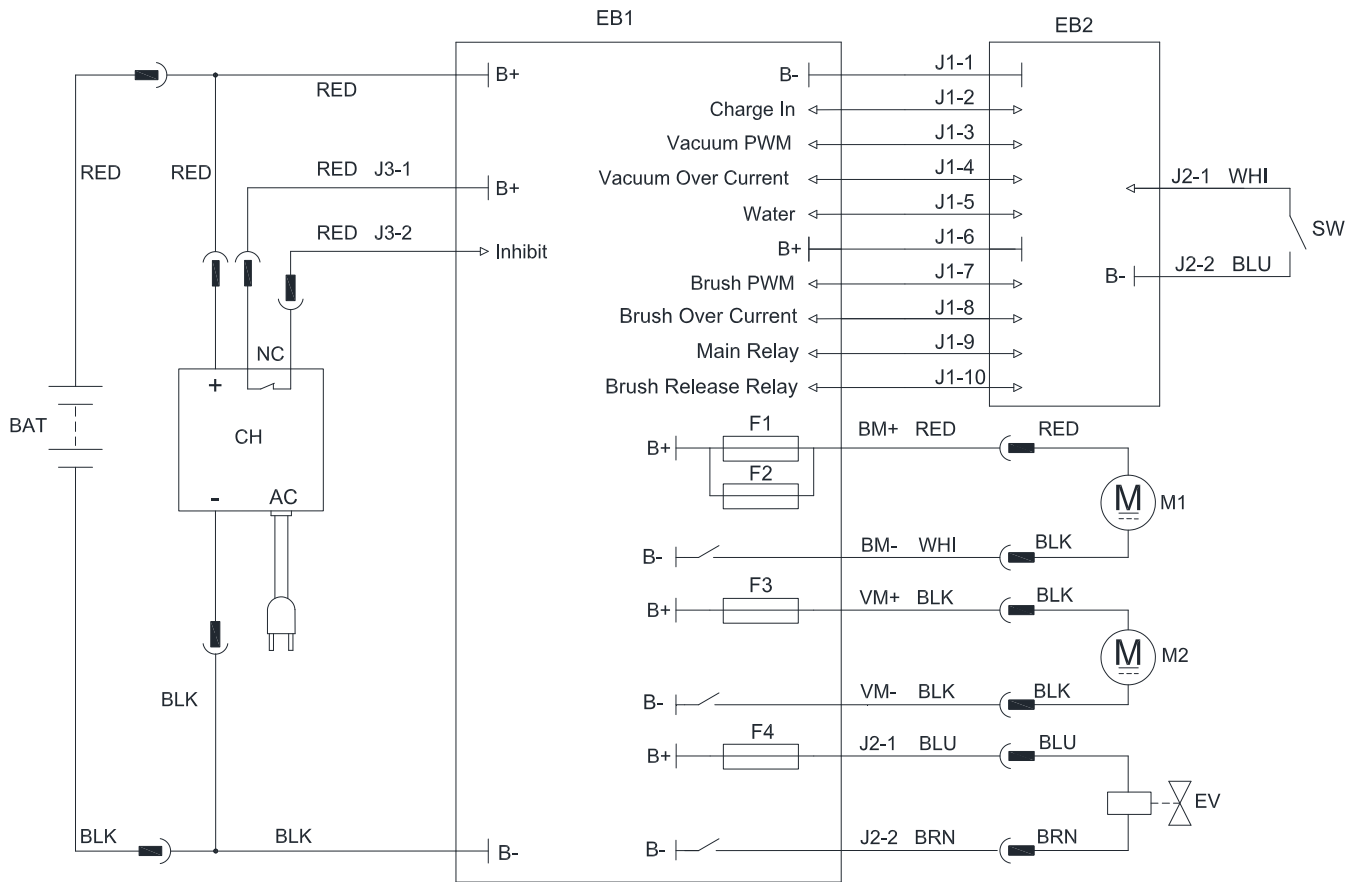 EB1
EB2
RED
B+
B- J1-1
Charge In J1-2
Vacuum PWM J1-3
RED RED RED J3-1 B+
Vacuum Over Current J1-4
J2-1 WHI
Water J1-5
SW
RED J3-2 Inhibit
B+ J1-6
B- J2-2 BLU
Brush PWM J1-7
Brush Over Current J1-8
NC
Main Relay J1-9
+
Brush Release Relay J1-10
BAT
CH
B+ F1 BM+ RED RED
F2
- AC
M M1
B- BM- WHI BLK
B+ F3 VM+ BLK BLK
M M2
BLK
B- VM- BLK BLK
B+ F4 J2-1 BLU BLU
EV
BLK BLK B-
B- J2-2 BRN BRN